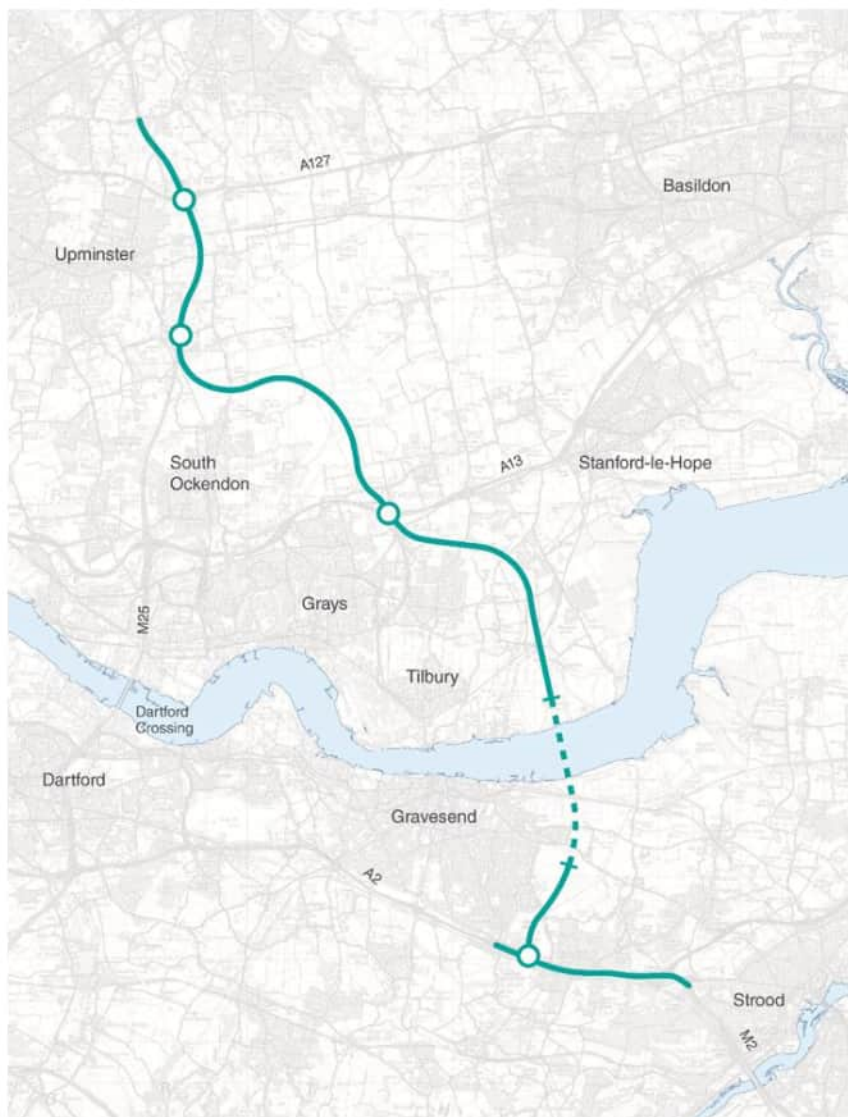 A127
Basildon
Upminster
South
Ockendon
A13
Stanford-le-Hope
M25
Grays
Tilbury
Dartford
Crossing
Dartford
Gravesend
A2
Strood
M2